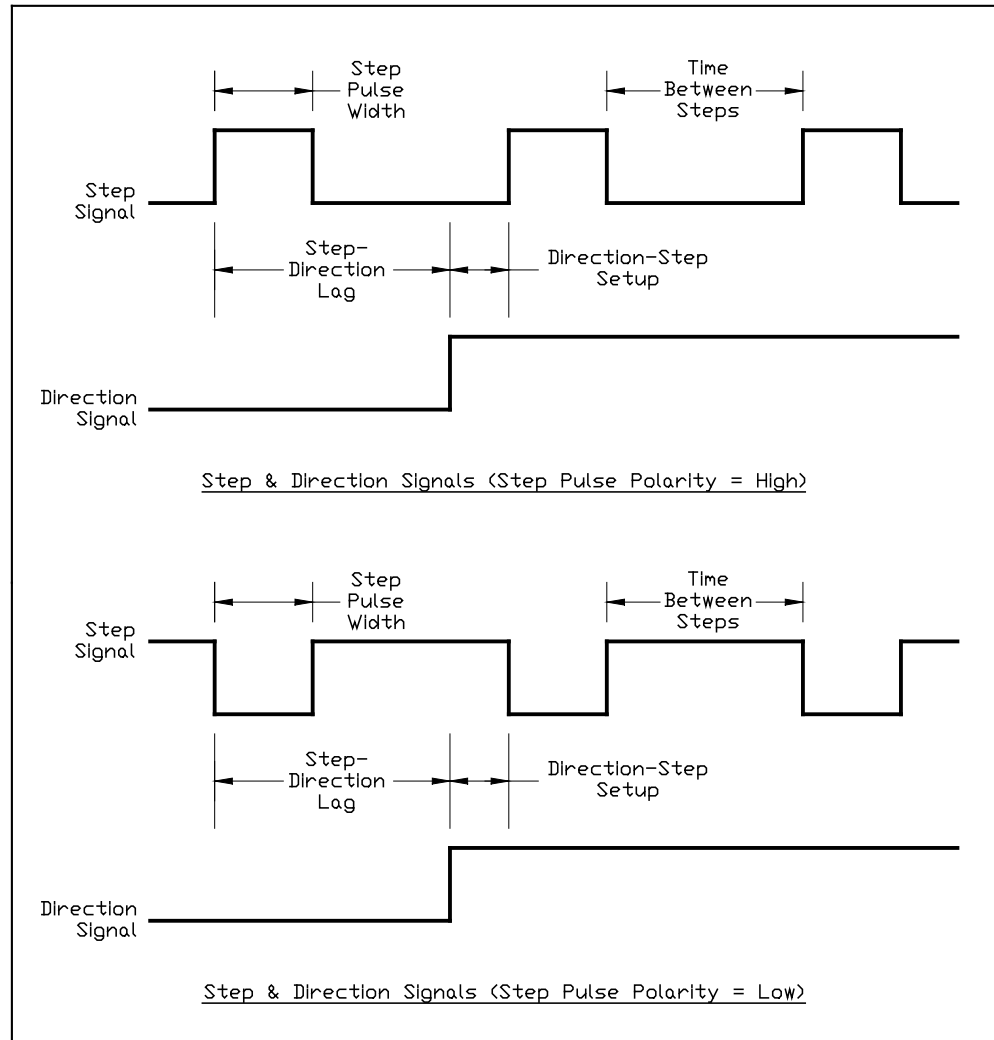 Step
Pulse
Width
Time
Between
Steps
Step
Signal
Step-
Direction
Lag
Direction-Step
Setup
Direction
Signal
Step & Direction Signals (Step Pulse Polarity = High)
Step
Pulse
Width
Time
Between
Steps
Step
Signal
Step-
Direction
Lag
Direction-Step
Setup
Direction
Signal
Step & Direction Signals (Step Pulse Polarity = Low)